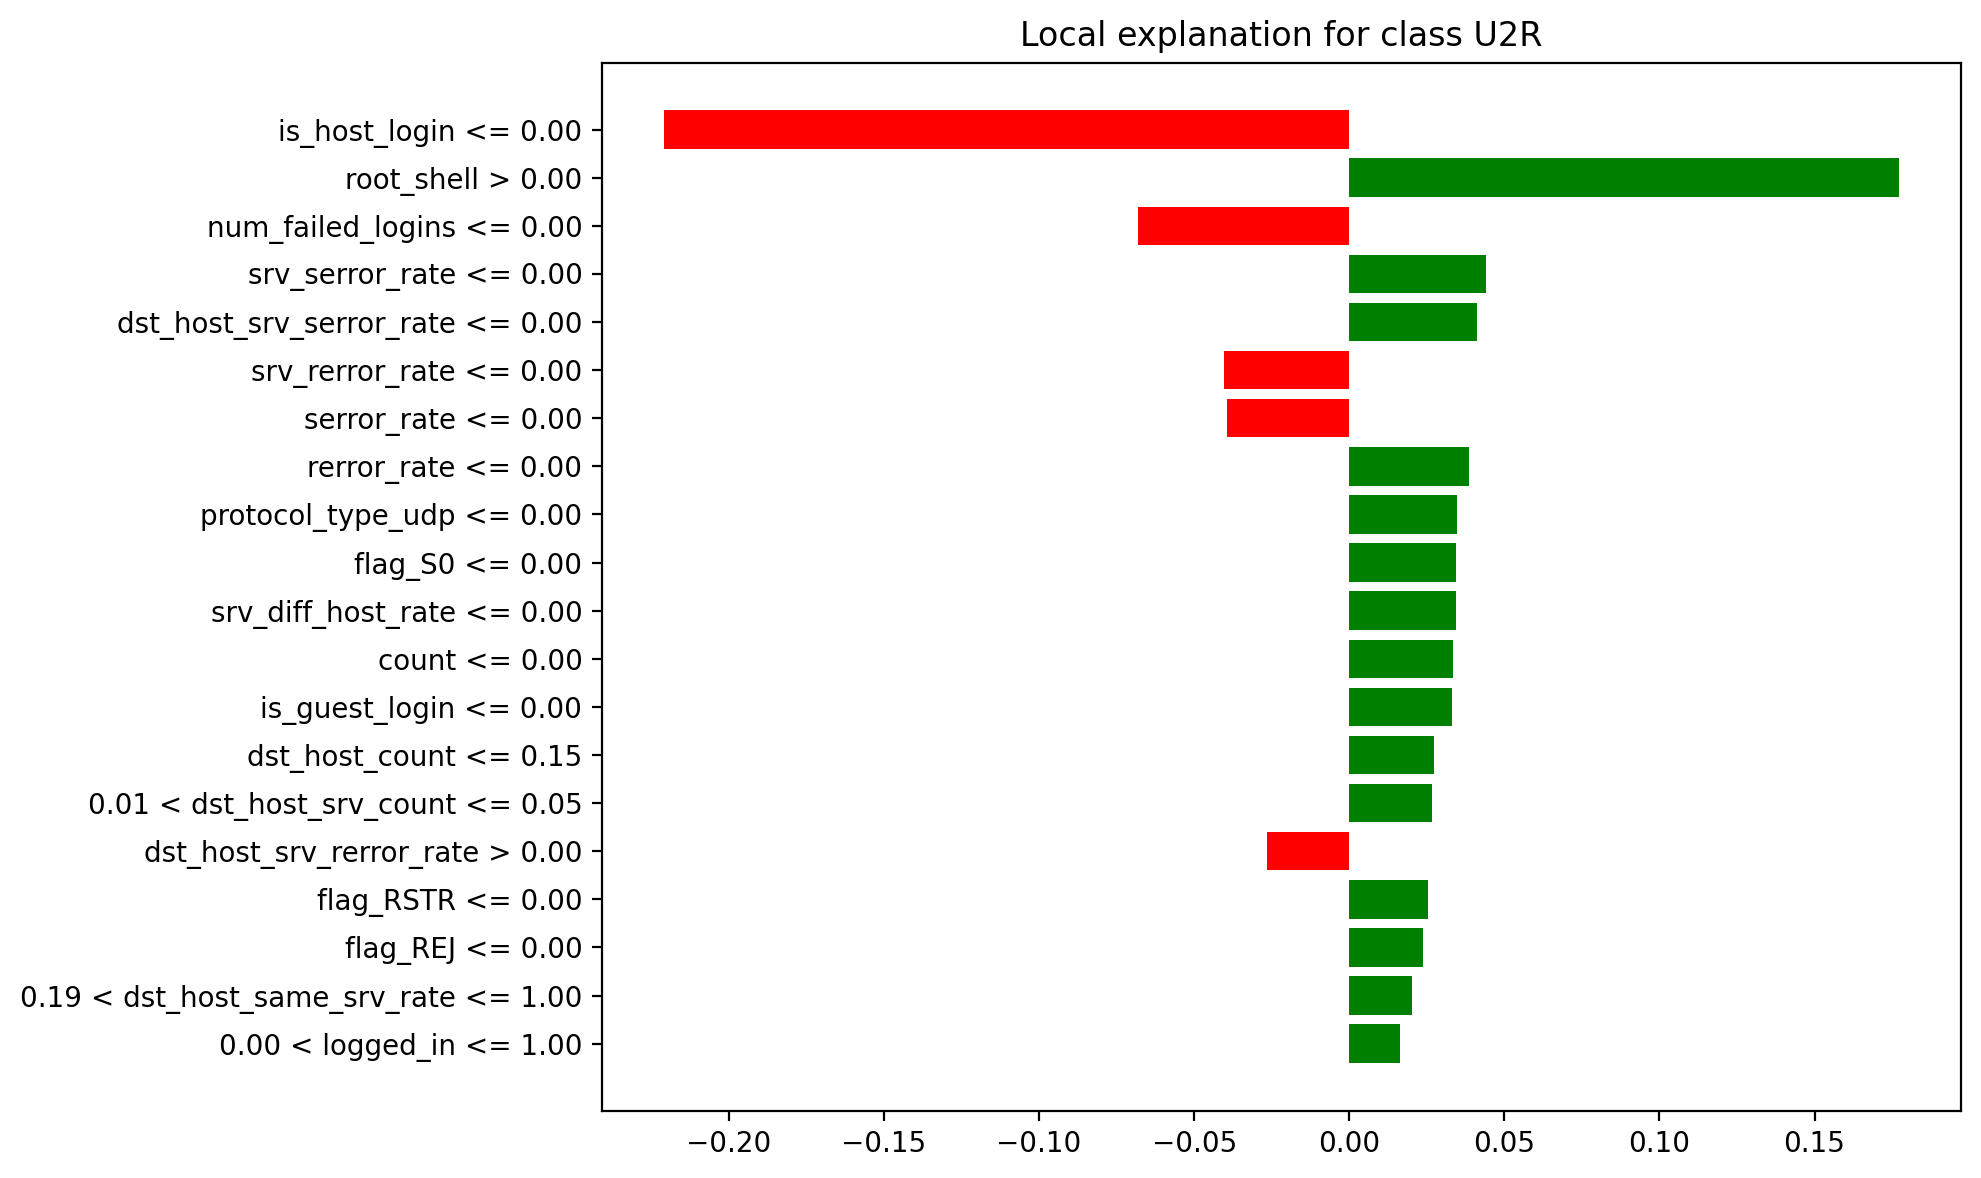 Local explanation for class U2R
is_host_login <= 0.00
root_shell > 0.00
num_failed_logins <= 0.00
srv_serror_rate <= 0.00
dst_host_srv_serror_rate <= 0.00
srv_rerror_rate <= 0.00
serror_rate <= 0.00
rerror_rate <= 0.00
protocol_type_udp <= 0.00
flag_S0 <= 0.00
srv_diff_host_rate <= 0.00
count <= 0.00
is_guest_login <= 0.00
dst_host_count <= 0.15
0.01 < dst_host_srv_count <= 0.05
dst_host_srv_rerror_rate > 0.00
flag_RSTR <= 0.00
flag_REJ <= 0.00
0.19 < dst_host_same_srv_rate <= 1.00
0.00 < logged_in <= 1.00
−0.20 −0.15 −0.10 −0.05 0.00 0.05 0.10 0.15